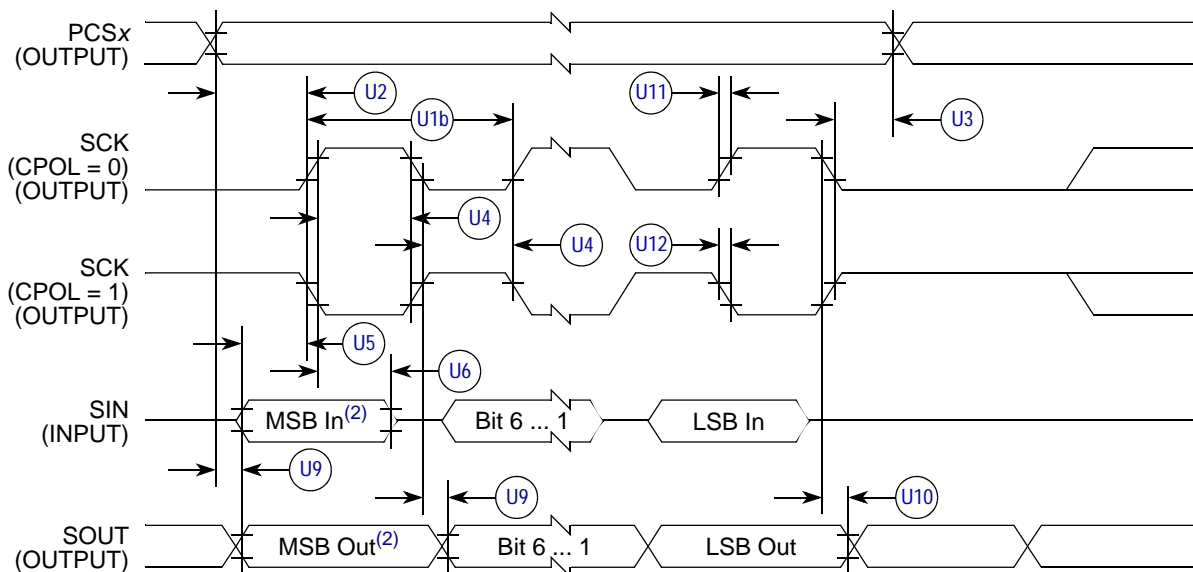 PCSx
(OUTPUT)
U2
U11
U1b
U3
SCK
(CPOL = 0)
(OUTPUT)
U4
U4
U12
SCK
(CPOL = 1)
(OUTPUT)
U5
U6
SIN
(INPUT)
MSB In(2)
Bit 6 ... 1
LSB In
U9
U9
U10
SOUT
(OUTPUT)
MSB Out(2)
Bit 6 ... 1
LSB Out